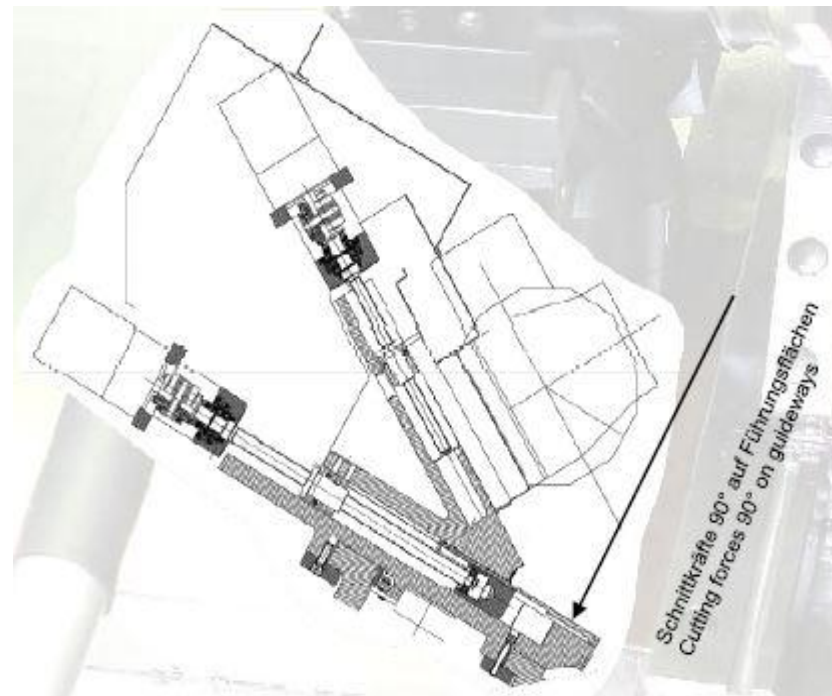 Schnittkräfte 90° auf Führungsflächen
Cutting forces 90° on guideways